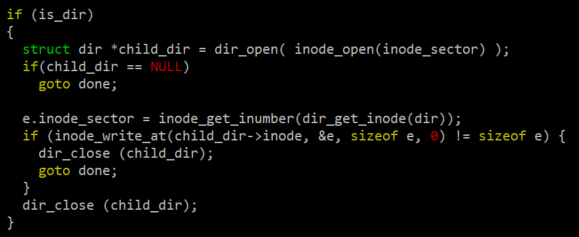 if (is_dir)
{
  struct dir *child_dir = dir_open( inode_open(inode_sector) );
  if(child_dir == NULL)
    goto done;

  e.inode_sector = inode_get_inumber(dir_get_inode(dir));
  if (inode_write_at(child_dir->inode, &e, sizeof e, 0) != sizeof e) {
    dir_close (child_dir);
    goto done;
  }
  dir_close (child_dir);
}